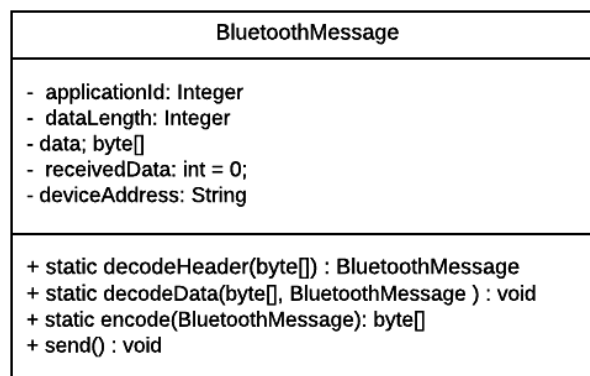 BluetoothMessage
- applicationId: Integer
- dataLength: Integer
- data; byte[]
- receivedData: int = 0;
- deviceAddress: String
+ static decodeHeader(byte[]) : BluetoothMessage
+ static decodeData(byte[], BluetoothMessage ) : void
+ static encode(BluetoothMessage): byte[]
+ send() : void